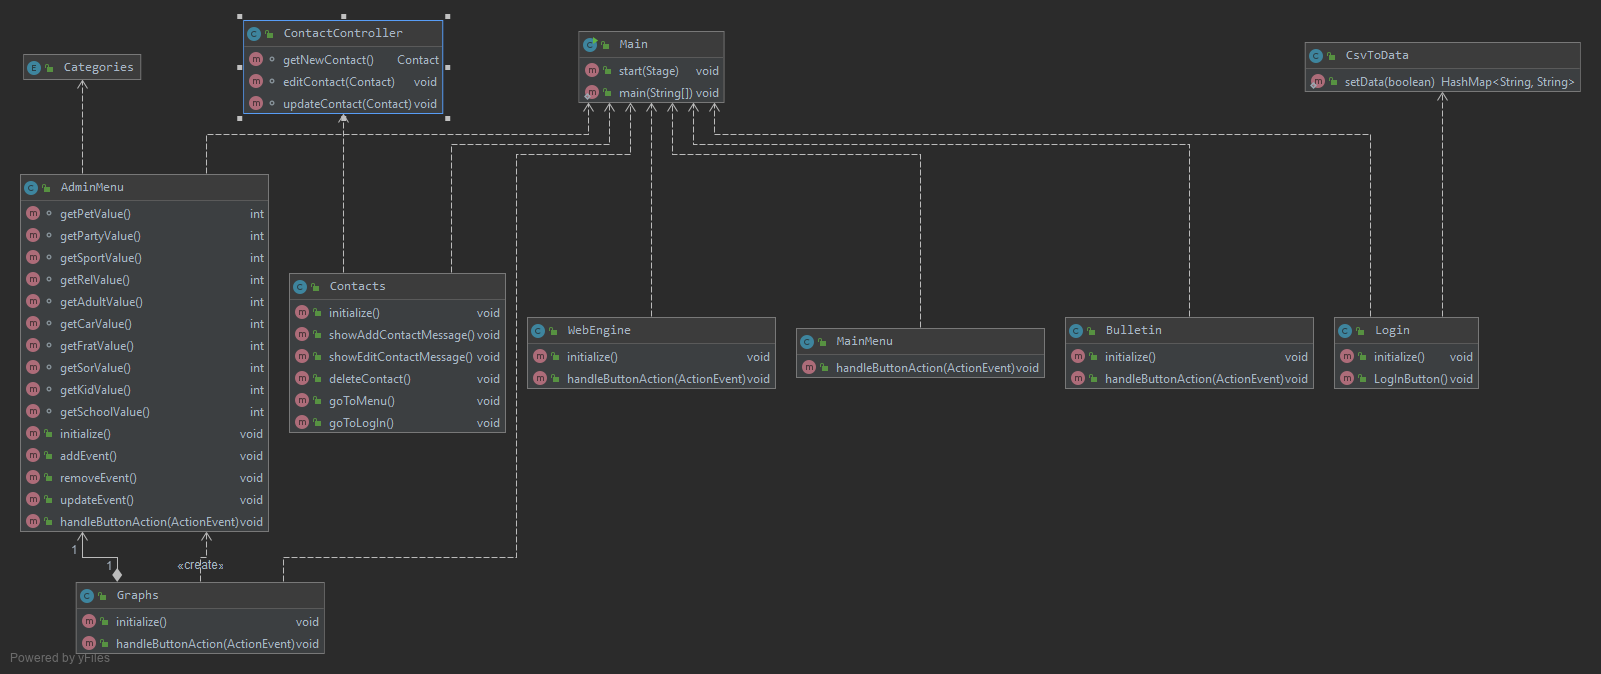 Categories
ContactController
getNewContact() Contact
editContact(Contact) void
updateContact(Contact) void
Main
start(Stage) void
main(String[]) void
CsvToData
setData(boolean) HashMap<String, String>
AdminMenu
getPetValue() int
getPartyValue() int
getSportValue() int
getRelValue() int
getAdultValue() int
getCarValue() int
getFratValue() int
getSorValue() int
getKidValue() int
getSchoolValue() int
initialize() void
addEvent() void
removeEvent() void
updateEvent() void
handleButtonAction(ActionEvent) void
Contacts
initialize() void
showAddContactMessage() void
showEditContactMessage() void
deleteContact() void
goToMenu() void
goToLogIn() void
WebEngine
initialize() void
handleButtonAction(ActionEvent) void
MainMenu
handleButtonAction(ActionEvent) void
Bulletin
initialize() void
handleButtonAction(ActionEvent) void
Login
initialize() void
LogInButton() void
1
1
«create»
Graphs
initialize() void
handleButtonAction(ActionEvent) void
Powered by yFiles